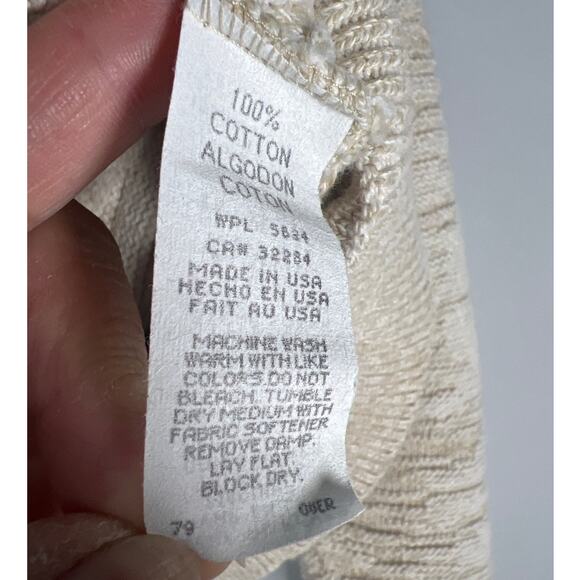 100%
COTTON
ALGODON
COTON
WPL 5634
CA# 32284
MADE IN USA
HECHO EN USA
FAIT AU USA
MACHINE WASH
WARM WITH LIKE
COLORS. DO NOT
BLEACH. TUMBLE
DRY MEDIUM WITH
FABRIC SOFTENER
REMOVE DAMP.
LAY FLAT.
BLOCK DRY.
79 OVER